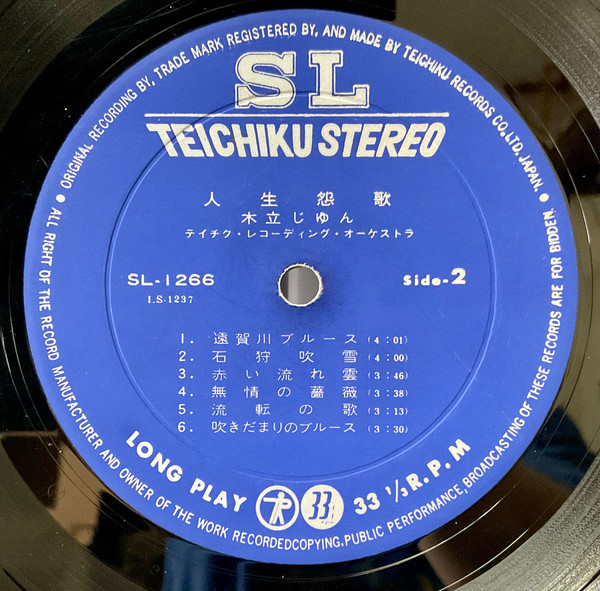 ● ORIGINAL RECORDING BY, TRADE MARK REGISTERED BY, AND MADE BY TEICHIKU RECORDS CO. LTD. JAPAN. ●
SL
TEICHIKU STEREO
人生怨歌
木立じゅん
テイチク・レコーディング・オーケストラ
SL-1266
Side-2
LS-1237
1. 遠賀川ブルース (4:01)
2. 石狩吹雪 (4:00)
3. 赤い流れ雲 (3:46)
4. 無情の薔薇 (3:38)
5. 流転の歌 (3:13)
6. 吹きだまりのブルース (3:30)
LONG PLAY
33⅓
33 1/3 R.P.M
ALL RIGHT OF THE RECORD MANUFACTURER AND OWNER OF THE WORK RECORDEDCOPYING.PUBLIC PERFORMANCE,BROADCASTING OF THESE RECORDS ARE FOR BIDDEN.